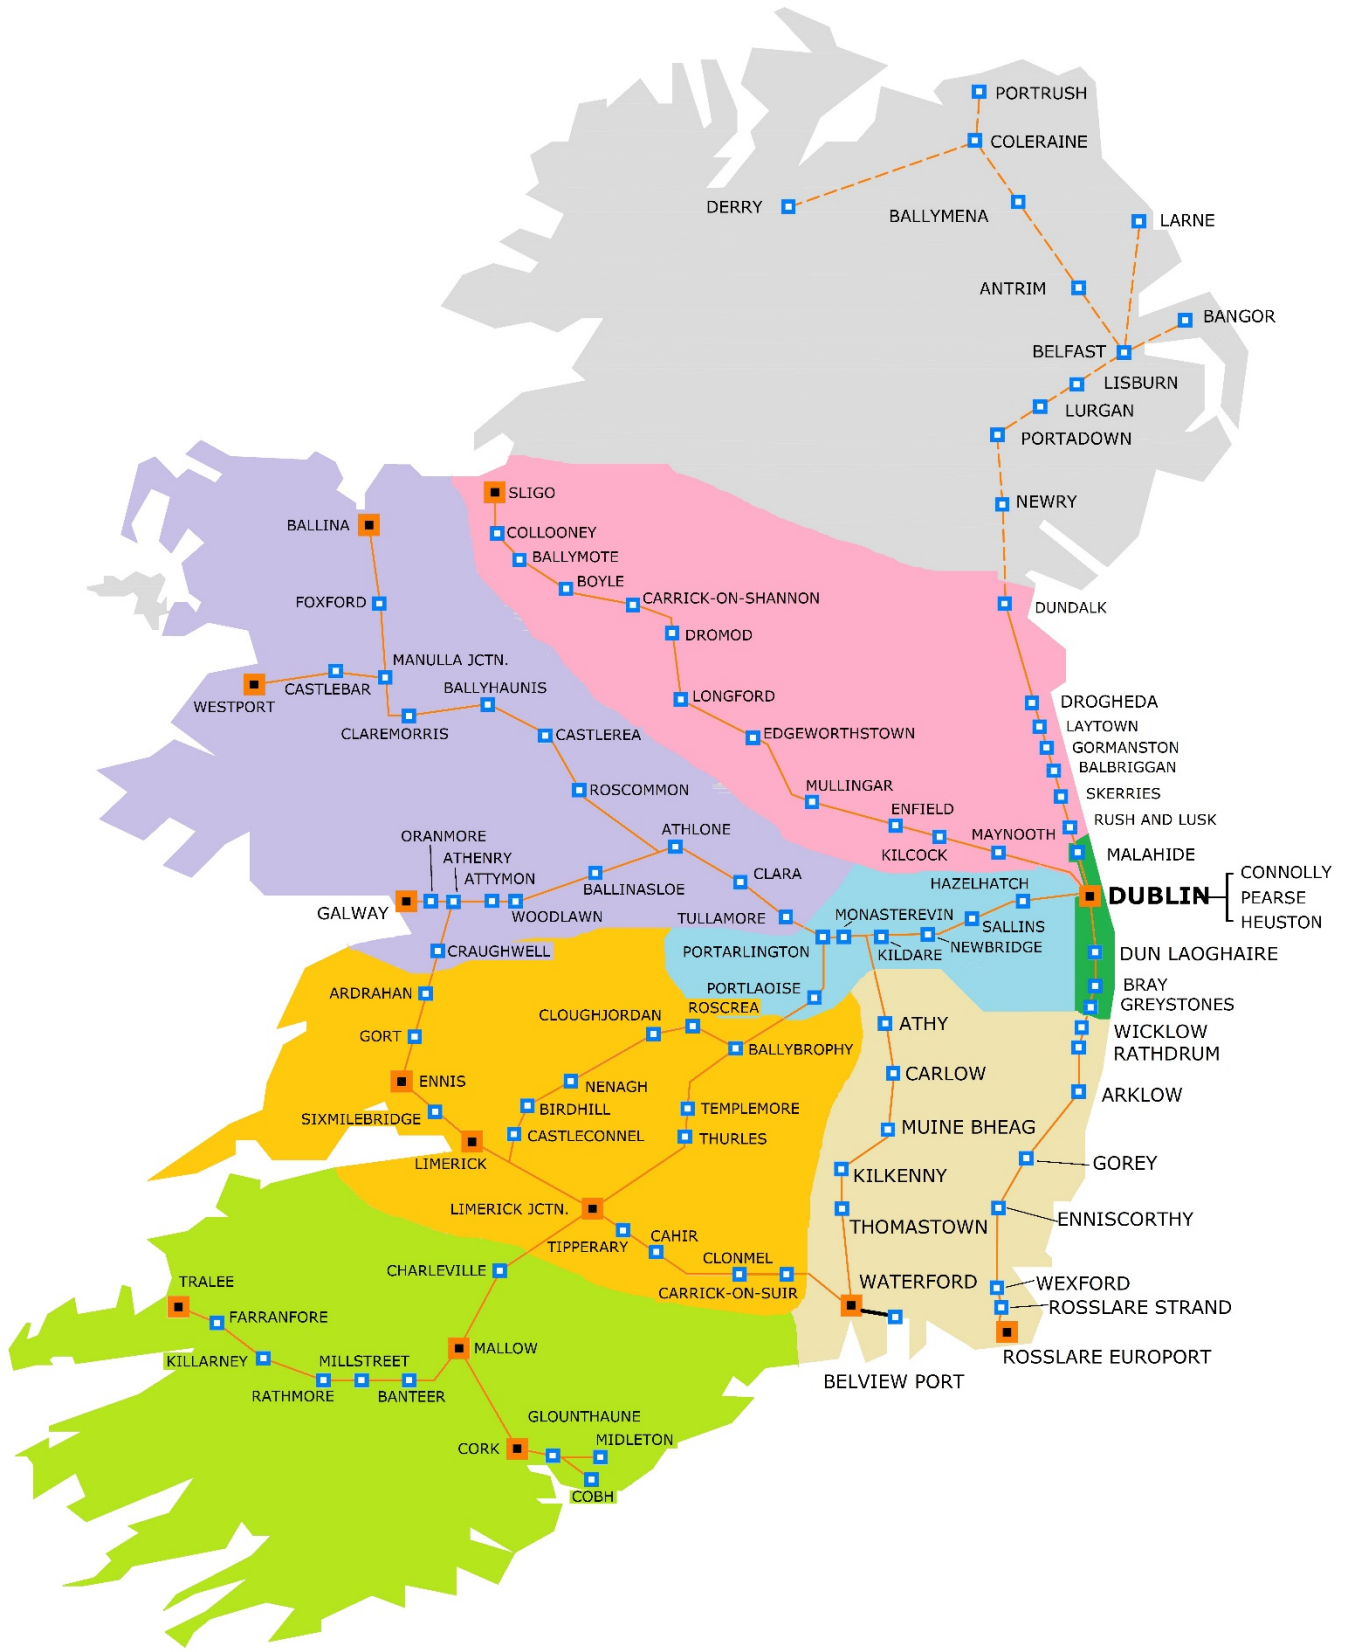 PORTRUSH
COLERAINE
DERRY
BALLYMENA
LARNE
ANTRIM
BANGOR
BELFAST
LISBURN
LURGAN
PORTADOWN
NEWRY
SLIGO
BALLINA
COLLOONEY
BALLYMOTE
BOYLE
CARRICK-ON-SHANNON
FOXFORD
DUNDALK
DROMOD
MANULLA JCTN.
CASTLEBAR
BALLYHAUNIS
LONGFORD
WESTPORT
DROGHEDA
CLAREMORRIS
CASTLEREA
EDGEWORTHSTOWN
LAYTOWN
GORMANSTON
BALBRIGGAN
ROSCOMMON
MULLINGAR
SKERRIES
ENFIELD
RUSH AND LUSK
ORANMORE
ATHLONE
MAYNOOTH
ATHENRY
KILCOCK
MALAHIDE
ATTYMON
CLARA
BALLINASLOE
HAZELHATCH
CONNOLLY
DUBLIN
PEARSE
GALWAY
WOODLAWN
TULLAMORE
MONASTEREVIN
SALLINS
HEUSTON
CRAUGHWELL
PORTARLINGTON
KILDARE
NEWBRIDGE
DUN LAOGHAIRE
ARDRAHAN
PORTLAOISE
BRAY
ROSCREA
GREYSTONES
CLOUGHJORDAN
ATHY
WICKLOW
GORT
BALLYBROPHY
RATHDRUM
ENNIS
NENAGH
CARLOW
ARKLOW
SIXMILEBRIDGE
BIRDHILL
TEMPLEMORE
CASTLECONNEL
THURLES
MUINE BHEAG
LIMERICK
GOREY
KILKENNY
LIMERICK JCTN.
THOMASTOWN
ENNISCORTHY
TIPPERARY
CAHIR
CLONMEL
CHARLEVILLE
TRALEE
CARRICK-ON-SUIR
WATERFORD
WEXFORD
ROSSLARE STRAND
FARRANFORE
MALLOW
KILLARNEY
MILLSTREET
ROSSLARE EUROPORT
RATHMORE
BANTEER
BELVIEW PORT
GLOUNTHAUNE
CORK
MIDLETON
COBH